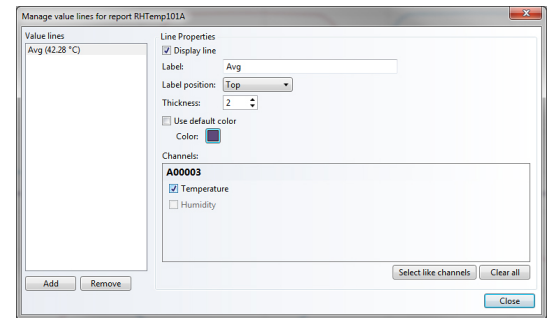 Manage value lines for report RHTemp101A
Value lines
Avg (42.28 °C)
Add
Remove
Line Properties
Display line
Label:
Avg
Label position:
Top
Thickness:
2
Use default color
Color:
Channels:
A00003
Temperature
Humidity
Select like channels
Clear all
Close